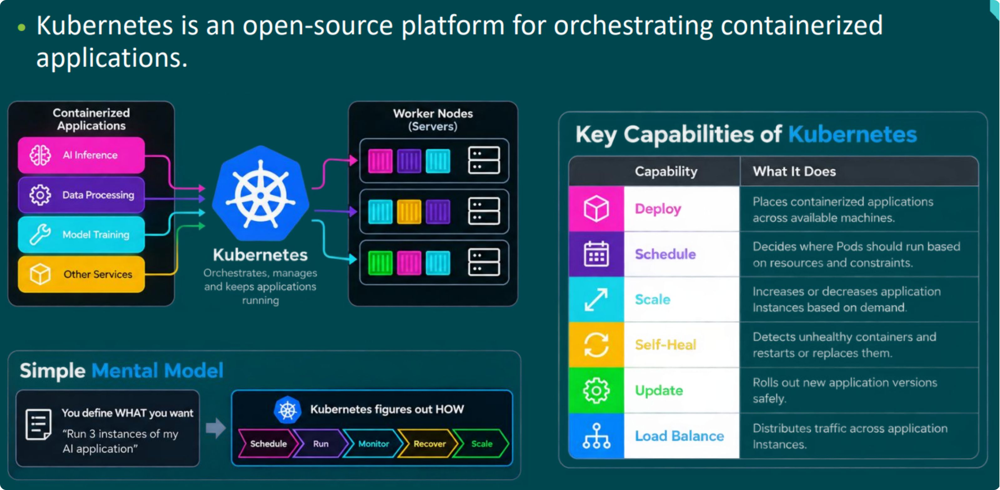 • Kubernetes is an open-source platform for orchestrating containerized
applications.
Containerized
Applications
AI Inference
Data Processing
Model Training
Other Services
Kubernetes
Orchestrates, manages
and keeps applications
running
Worker Nodes
(Servers)
Simple Mental Model
You define WHAT you want
“Run 3 instances of my
AI application”
Kubernetes figures out HOW
Schedule
Run
Monitor
Recover
Scale
Key Capabilities of Kubernetes
Capability
What It Does
Deploy
Places containerized applications
across available machines.
Schedule
Decides where Pods should run based
on resources and constraints.
Scale
Increases or decreases application
Instances based on demand.
Self-Heal
Detects unhealthy containers and
restarts or replaces them.
Update
Rolls out new application versions
safely.
Load Balance
Distributes traffic across application
Instances.